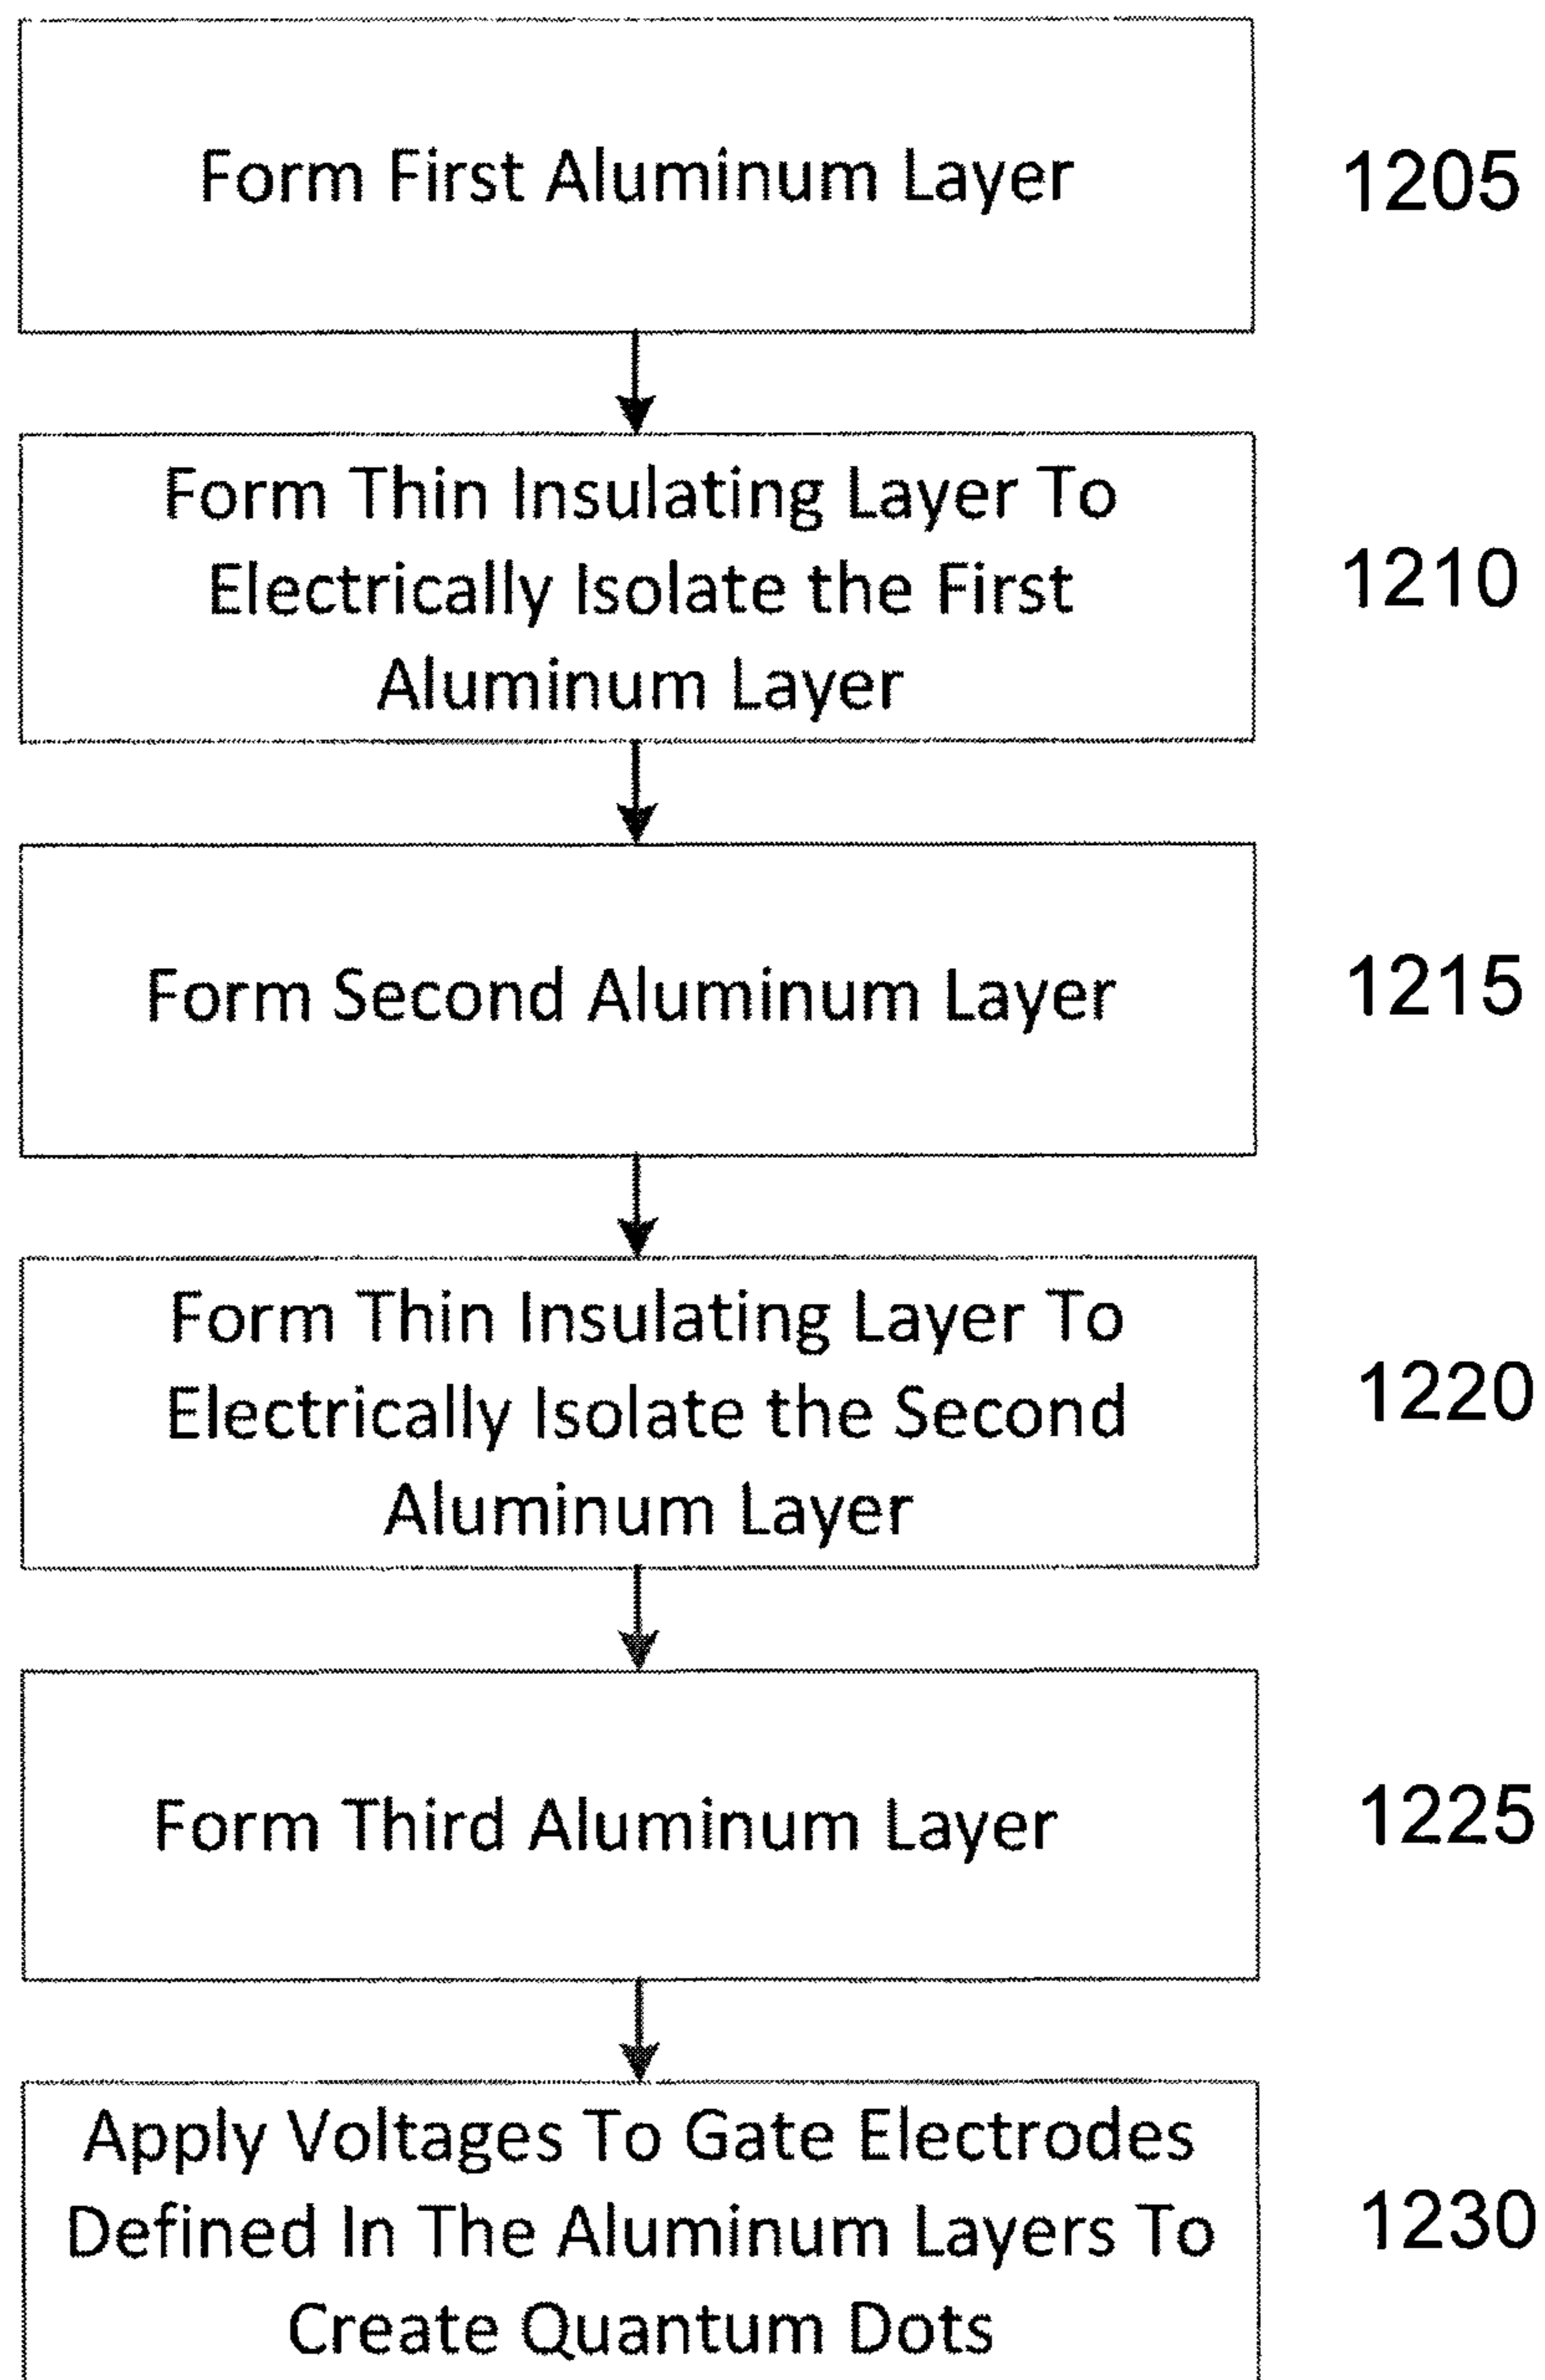 Form First Aluminum Layer
1205
Form Thin Insulating Layer To
Electrically Isolate the First
Aluminum Layer
1210
Form Second Aluminum Layer
1215
Form Thin Insulating Layer To
Electrically Isolate the Second
Aluminum Layer
1220
Form Third Aluminum Layer
1225
Apply Voltages To Gate Electrodes
Defined In The Aluminum Layers To
Create Quantum Dots
1230